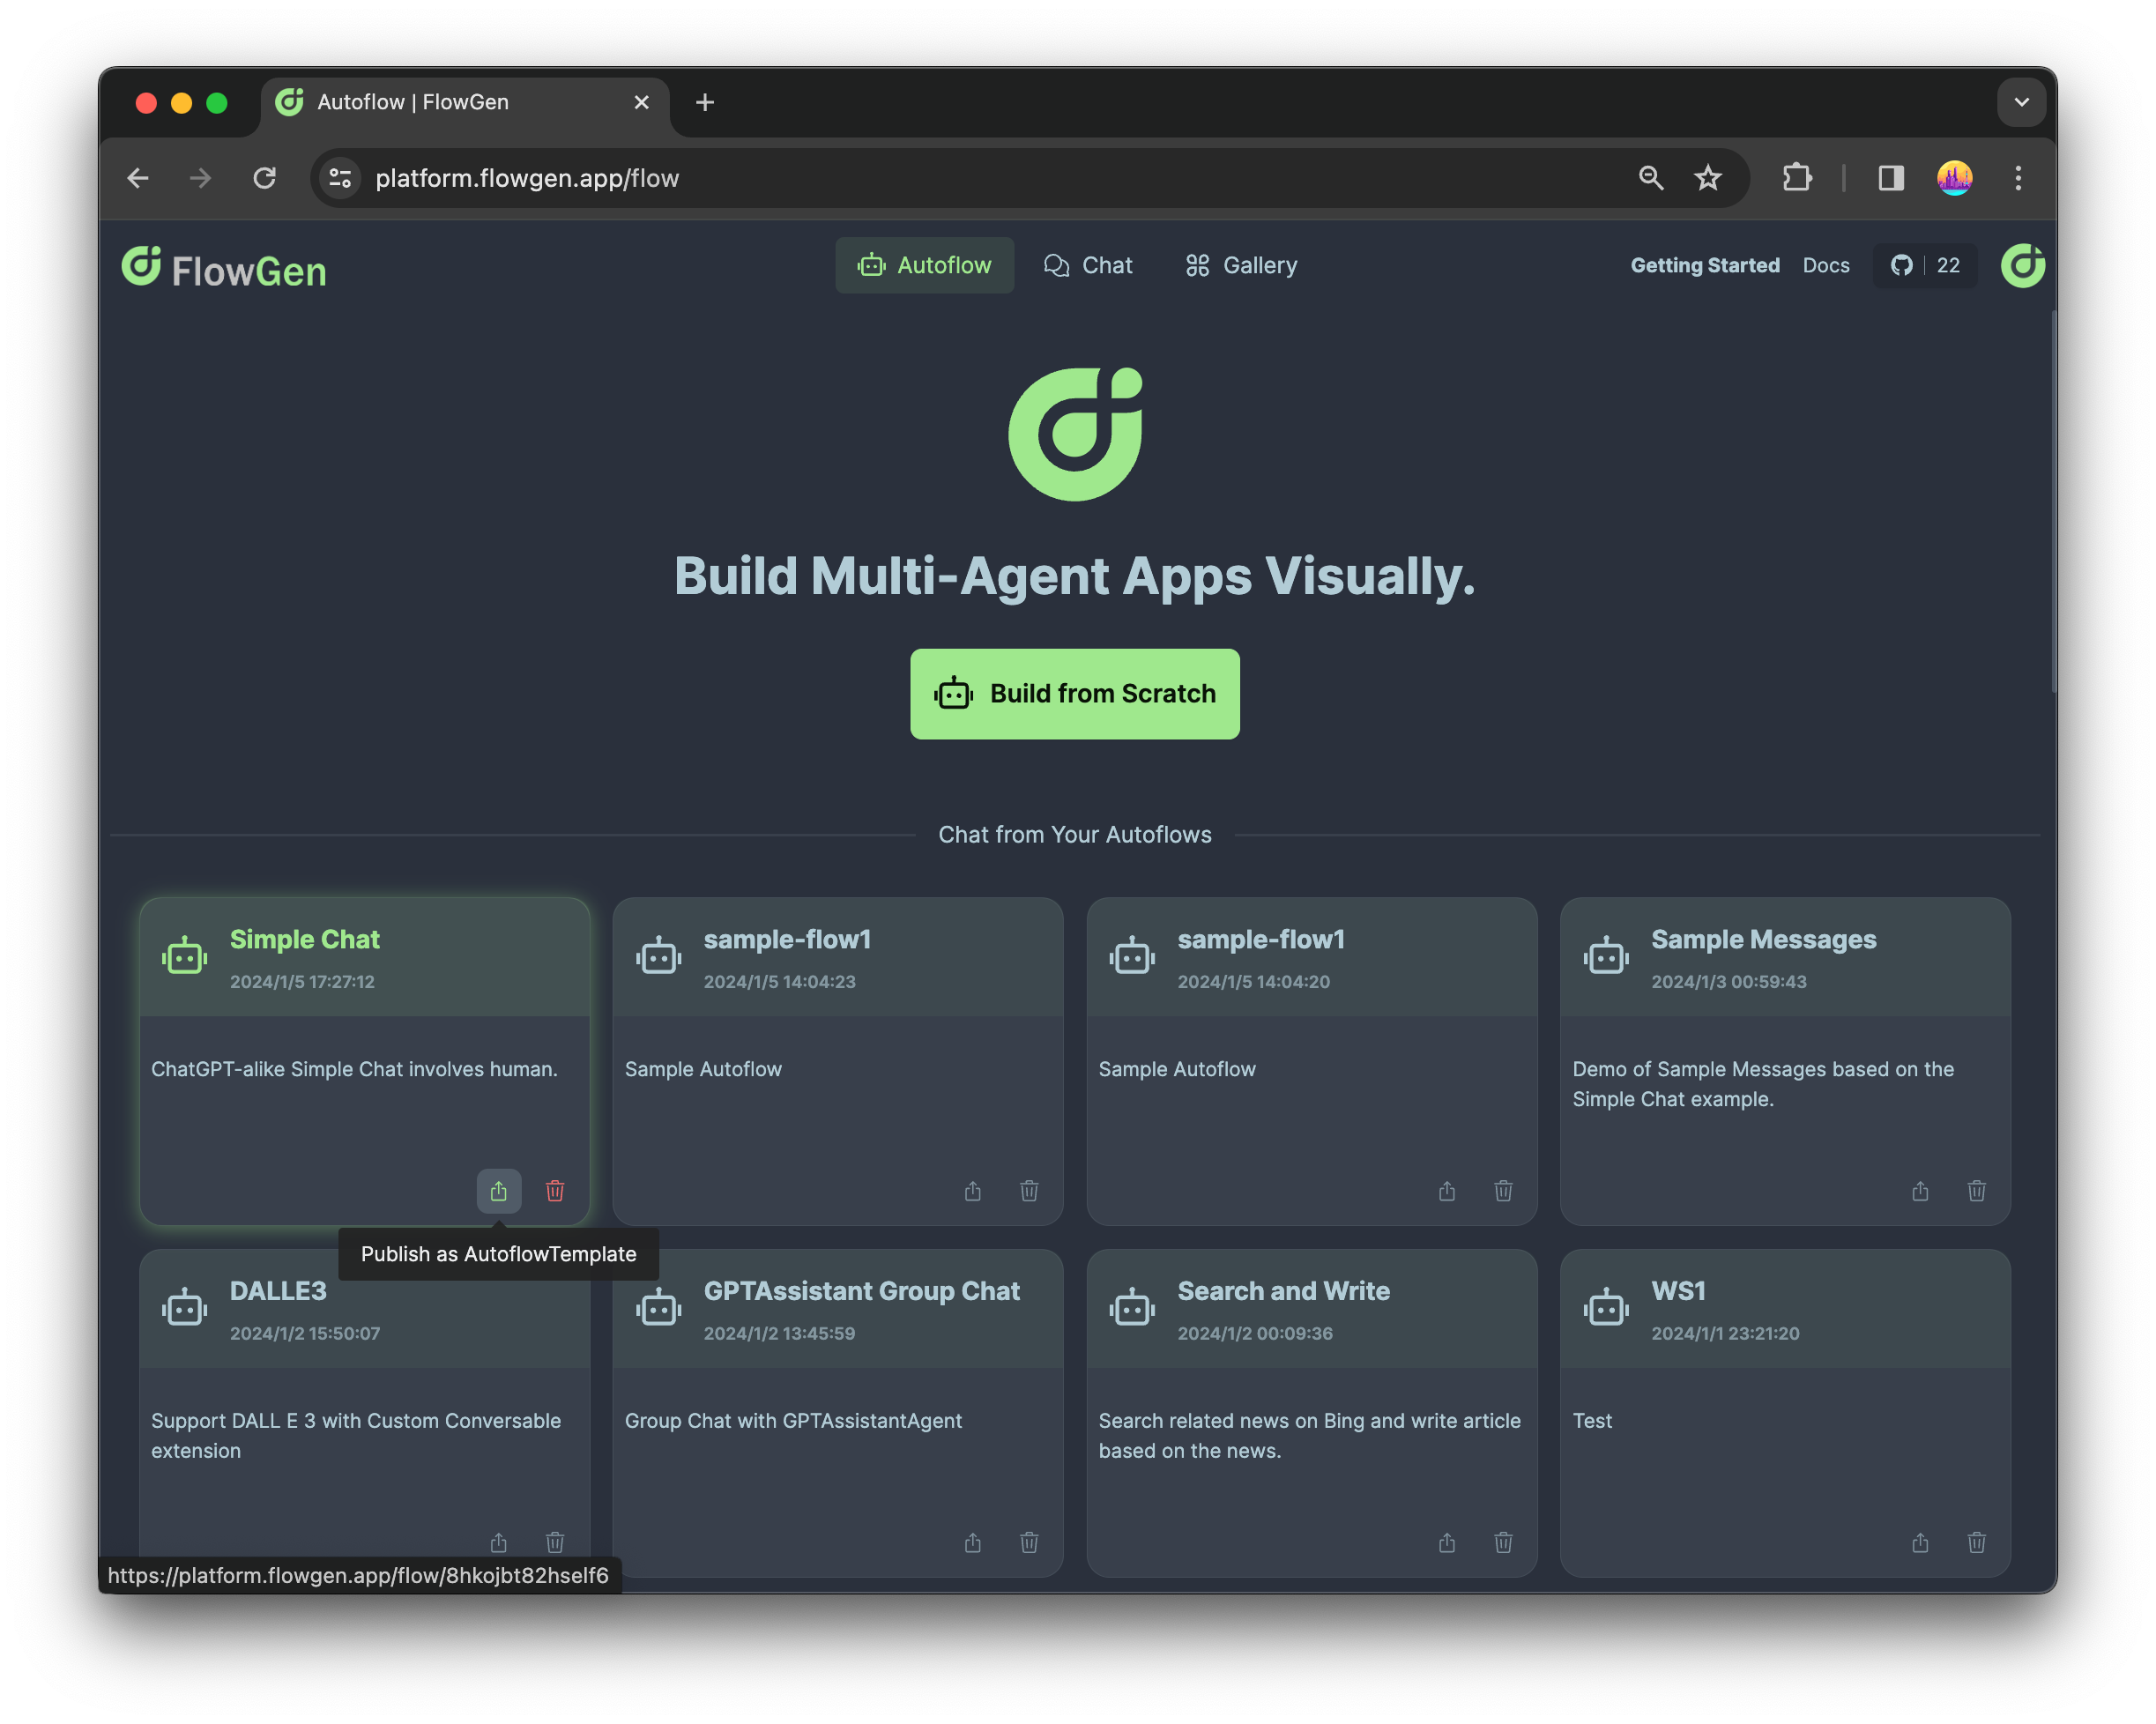 Autoflow | FlowGen
platform.flowgen.app/flow
FlowGen
Autoflow
Chat
Gallery
Getting Started
Docs
22
Build Multi-Agent Apps Visually.
Build from Scratch
Chat from Your Autoflows
Simple Chat
2024/1/5 17:27:12
ChatGPT-alike Simple Chat involves human.
sample-flow1
2024/1/5 14:04:23
Sample Autoflow
sample-flow1
2024/1/5 14:04:20
Sample Autoflow
Sample Messages
2024/1/3 00:59:43
Demo of Sample Messages based on the
Simple Chat example.
Publish as AutoflowTemplate
DALLE3
2024/1/2 15:50:07
Support DALL E 3 with Custom Conversable
extension
GPTAssistant Group Chat
2024/1/2 13:45:59
Group Chat with GPTAssistantAgent
Search and Write
2024/1/2 00:09:36
Search related news on Bing and write article
based on the news.
WS1
2024/1/1 23:21:20
Test
https://platform.flowgen.app/flow/8hkojbt82hself6